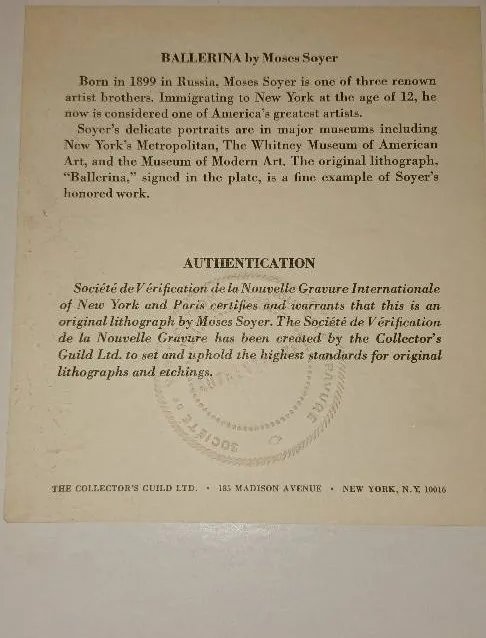 BALLERINA by Moses Soyer
Born in 1899 in Russia, Moses Soyer is one of three renown
artist brothers. Immigrating to New York at the age of 12, he
now is considered one of America's greatest artists.
Soyer's delicate portraits are in major museums including
New York's Metropolitan, The Whitney Museum of American
Art, and the Museum of Modern Art. The original lithograph,
"Ballerina," signed in the plate, is a fine example of Soyer's
honored work.
AUTHENTICATION
Société de Vérification de la Nouvelle Gravure Internationale
of New York and Paris certifies and warrants that this is an
original lithograph by Moses Soyer. The Société de Vérification
de la Nouvelle Gravure has been created by the Collector's
Guild Ltd. to set and uphold the highest standards for original
lithographs and etchings.
SOCIÉTÉ DE
GRAVURE
THE COLLECTOR'S GUILD LTD. • 185 MADISON AVENUE • NEW YORK, N.Y. 10016